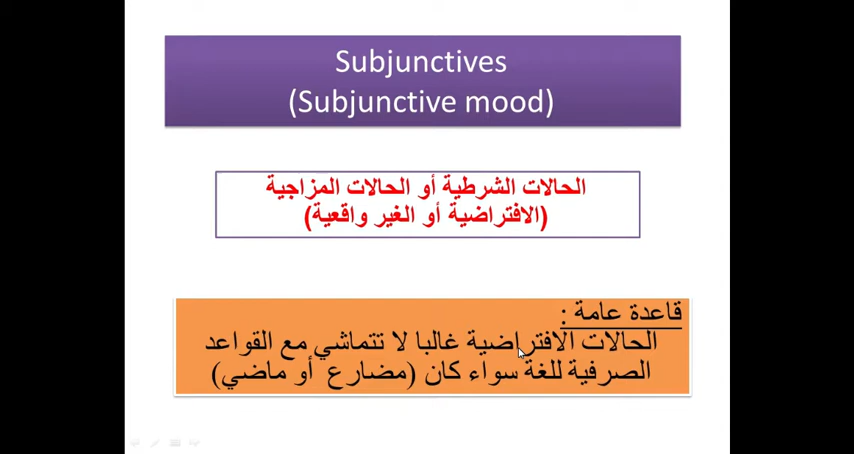 Subjunctives
(Subjunctive mood)
الحالات الشرطية أو الحالات المزاجية
(الافتراضية أو الغير واقعية)
قاعدة عامة :
الحالات الافتراضية غالبا لا تتماشي مع القواعد
الصرفية للغة سواء كان (مضارع أو ماضي)